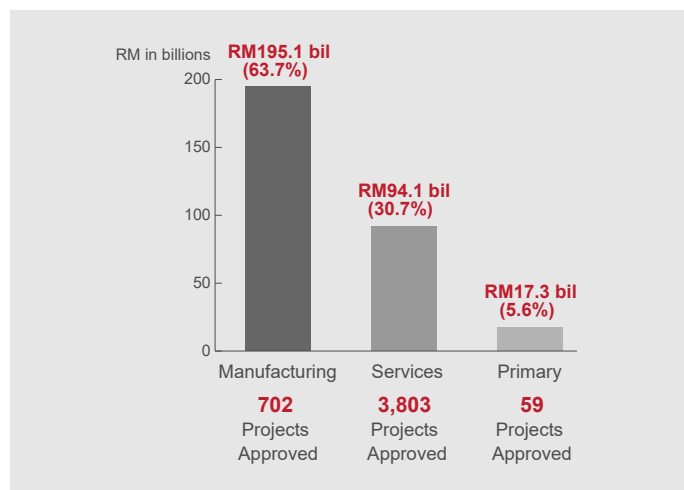 RM in billions
RM195.1 bil
(63.7%)
200
150
RM94.1 bil
(30.7%)
100
50
RM17.3 bil
(5.6%)
0
Manufacturing
Services
Primary
702
3,803
59
Projects
Approved
Projects
Approved
Projects
Approved